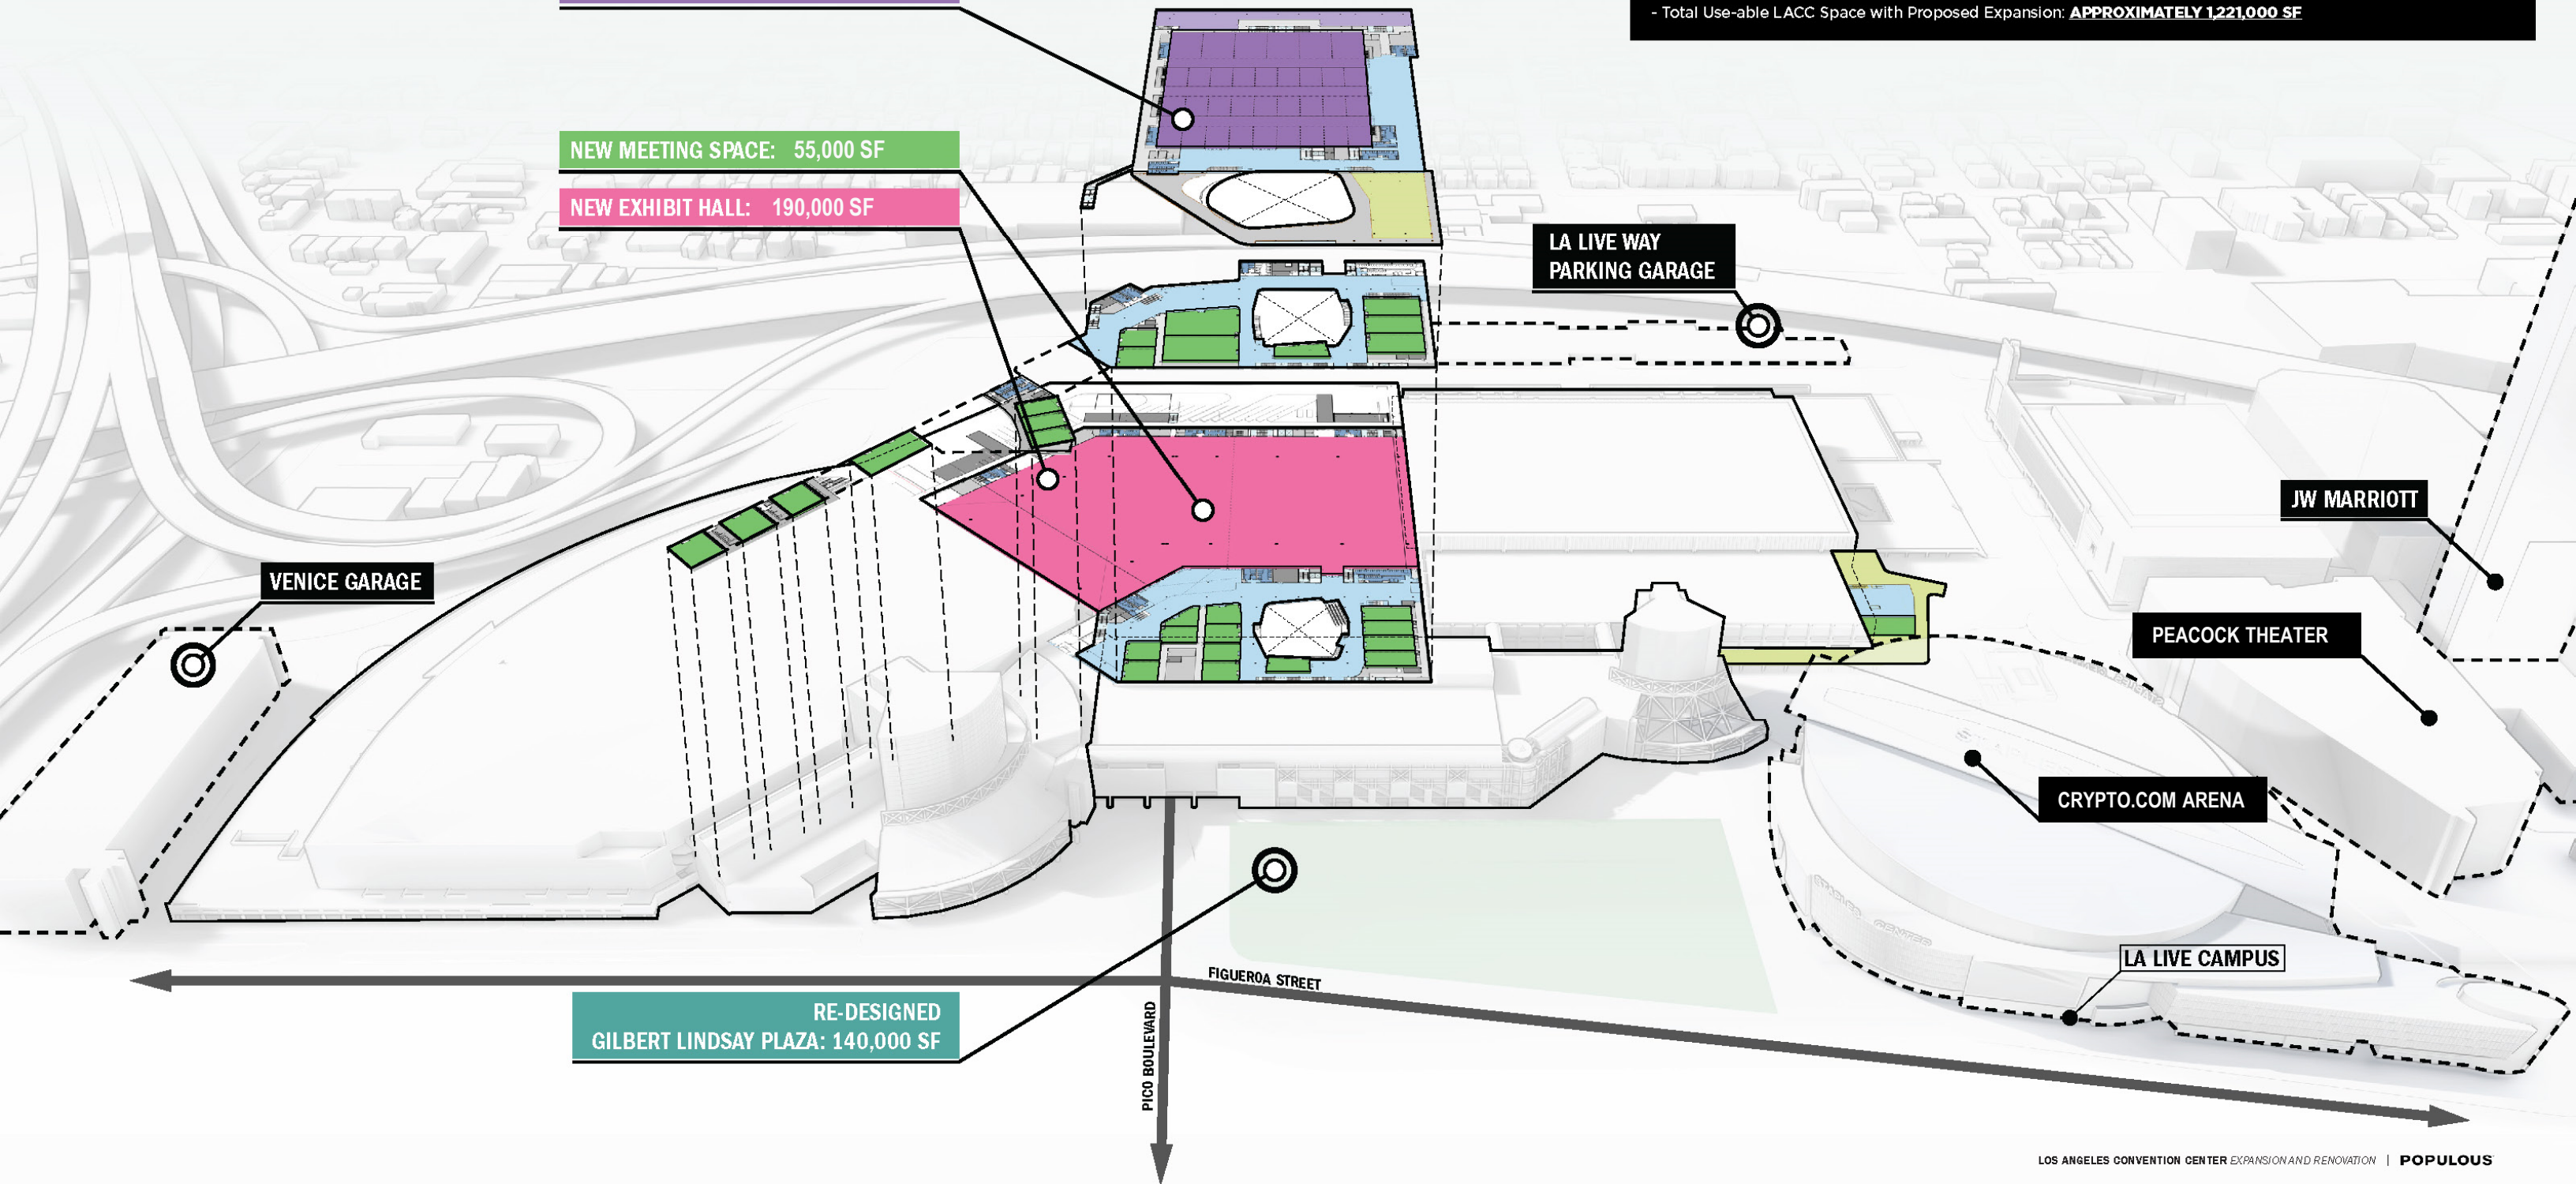 - Total Use-able LACC Space with Proposed Expansion: APPROXIMATELY 1,221,000 SF
NEW MEETING SPACE: 55,000 SF
NEW EXHIBIT HALL: 190,000 SF
LA LIVE WAY
PARKING GARAGE
JW MARRIOTT
VENICE GARAGE
PEACOCK THEATER
CRYPTO.COM ARENA
STAPLES CENTER
LA LIVE CAMPUS
FIGUEROA STREET
RE-DESIGNED
GILBERT LINDSAY PLAZA: 140,000 SF
PICO BOULEVARD
LOS ANGELES CONVENTION CENTER EXPANSION AND RENOVATION | POPULOUS